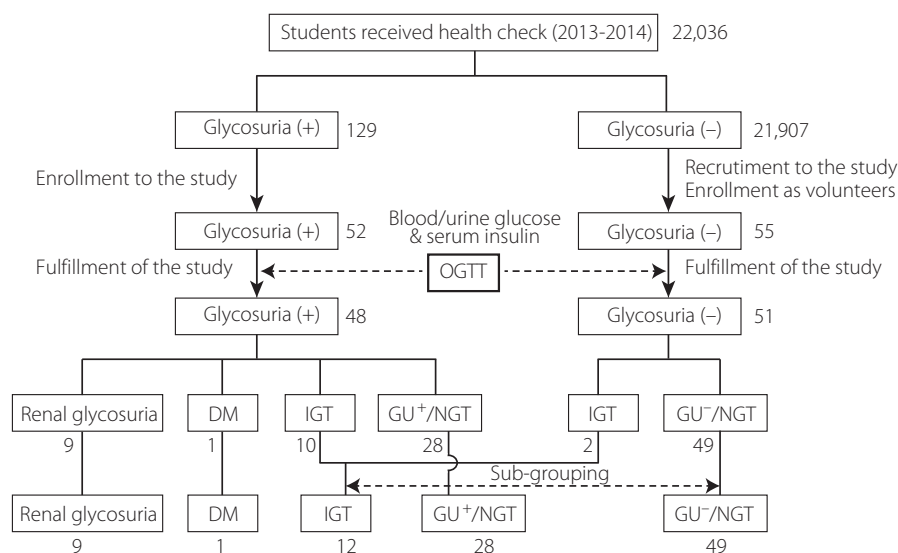 Students received health check (2013-2014) 22,036
Glycosuria (+) 129 Glycosuria (–) 21,907
Enrollment to the study
Recrutiment to the study
Enrollment as volunteers
Glycosuria (+) 52
Blood/urine glucose
& serum insulin
Glycosuria (–) 55
Fulfillment of the study OGTT Fulfillment of the study
Glycosuria (+) 48 Glycosuria (–) 51
Renal glycosuria DM IGT GU⁺/NGT IGT GU⁻/NGT
9 1 10 28 2 49
Sub-grouping
Renal glycosuria DM IGT GU⁺/NGT GU⁻/NGT
9 1 12 28 49